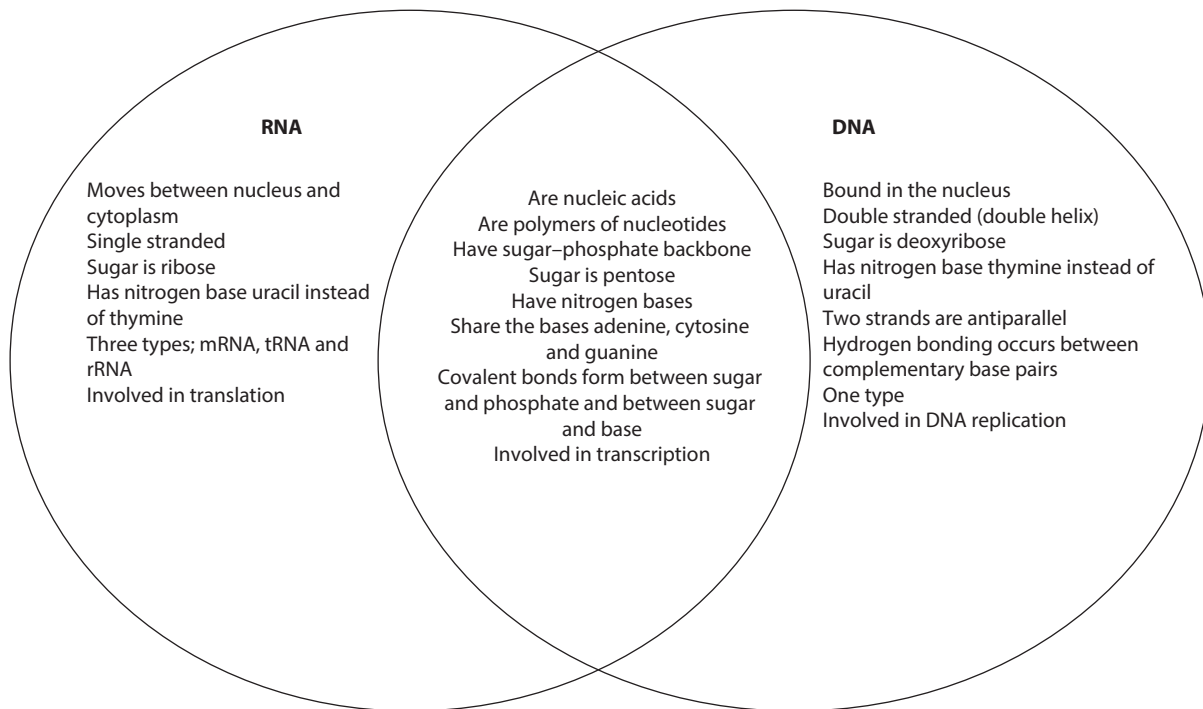 RNA
Moves between nucleus and
cytoplasm
Single stranded
Sugar is ribose
Has nitrogen base uracil instead
of thymine
Three types; mRNA, tRNA and
rRNA
Involved in translation
Are nucleic acids
Are polymers of nucleotides
Have sugar–phosphate backbone
Sugar is pentose
Have nitrogen bases
Share the bases adenine, cytosine
and guanine
Covalent bonds form between sugar
and phosphate and between sugar
and base
Involved in transcription
DNA
Bound in the nucleus
Double stranded (double helix)
Sugar is deoxyribose
Has nitrogen base thymine instead of
uracil
Two strands are antiparallel
Hydrogen bonding occurs between
complementary base pairs
One type
Involved in DNA replication